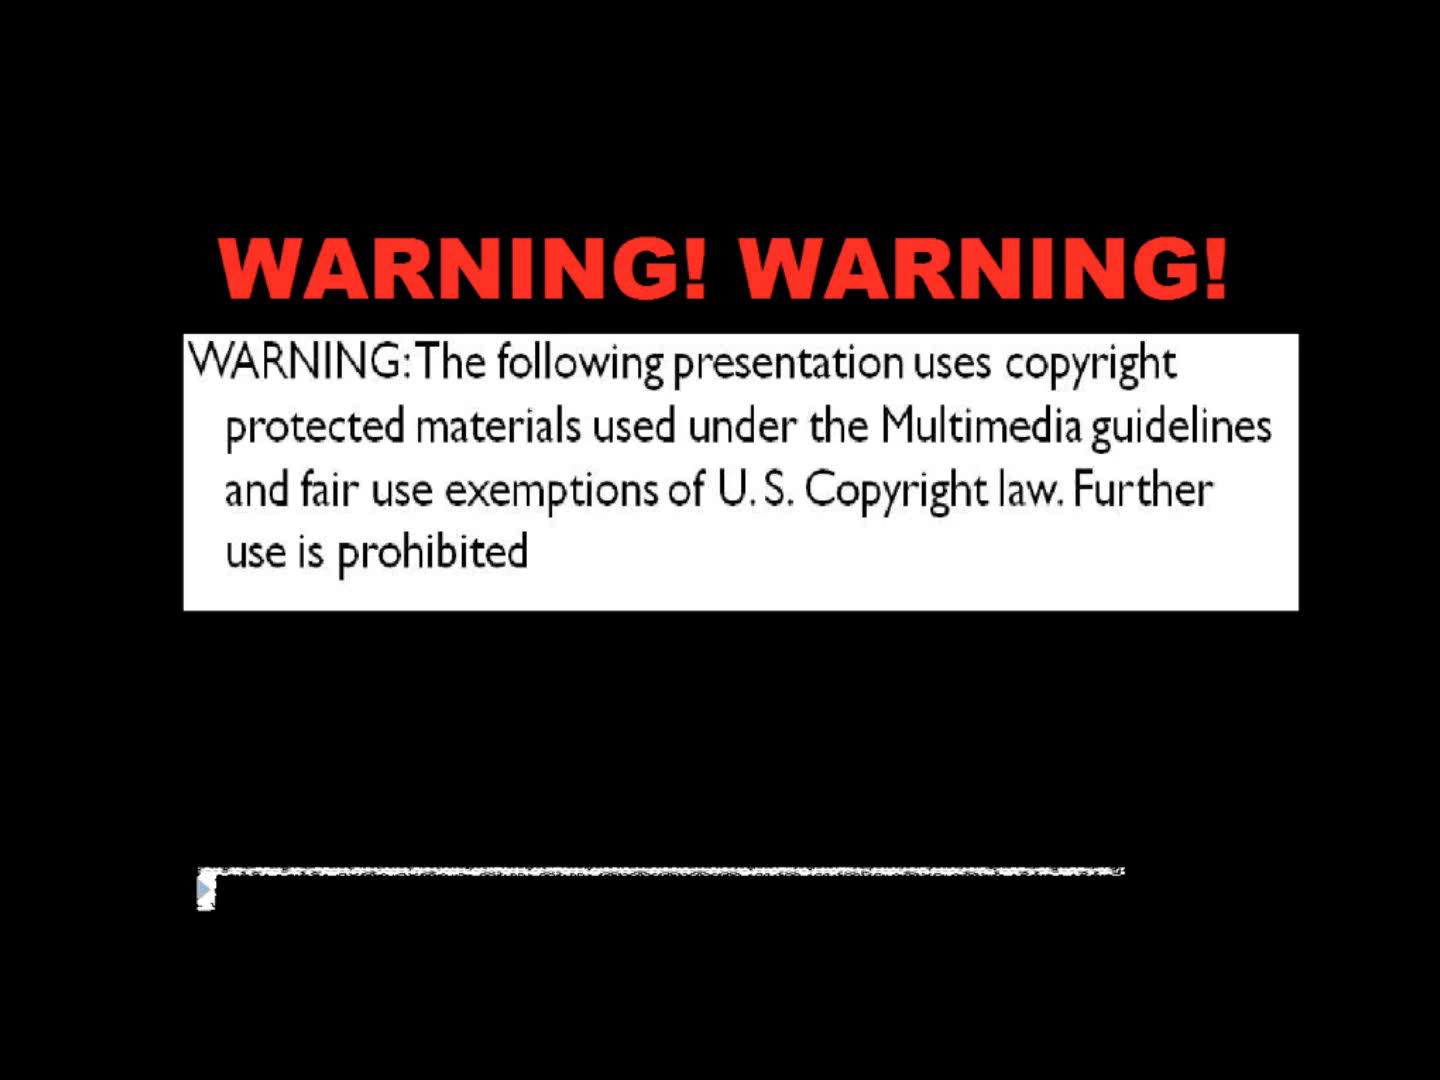 WARNING! WARNING!
WARNING: The following presentation uses copyright
protected materials used under the Multimedia guidelines
and fair use exemptions of U. S. Copyright law. Further
use is prohibited